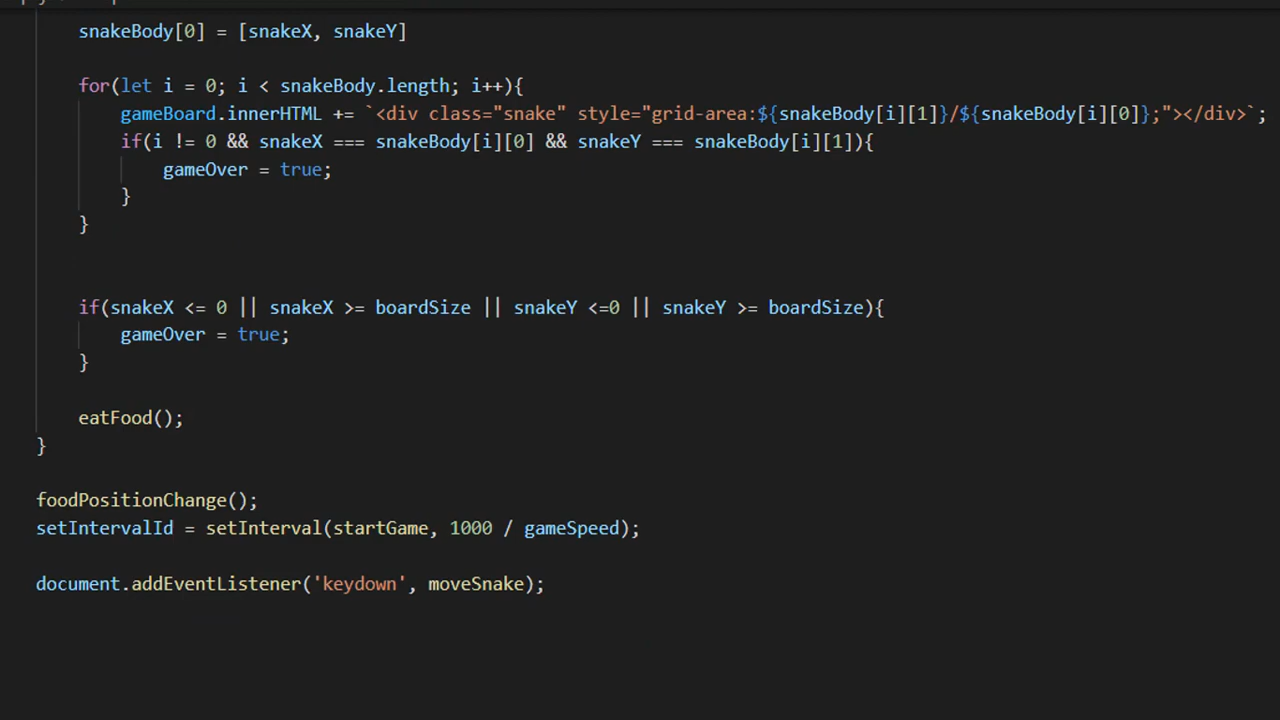 snakeBody[0] = [snakeX, snakeY]
for(let i = 0; i < snakeBody.length; i++){
gameBoard.innerHTML += `<div class="snake" style="grid-area:${snakeBody[i][1]}/${snakeBody[i][0]};"></div>`;
if(i != 0 && snakeX === snakeBody[i][0] && snakeY === snakeBody[i][1]){
gameOver = true;
}
}
if(snakeX <= 0 || snakeX >= boardSize || snakeY <=0 || snakeY >= boardSize){
gameOver = true;
}
eatFood();
}
foodPositionChange();
setIntervalId = setInterval(startGame, 1000 / gameSpeed);
document.addEventListener('keydown', moveSnake);